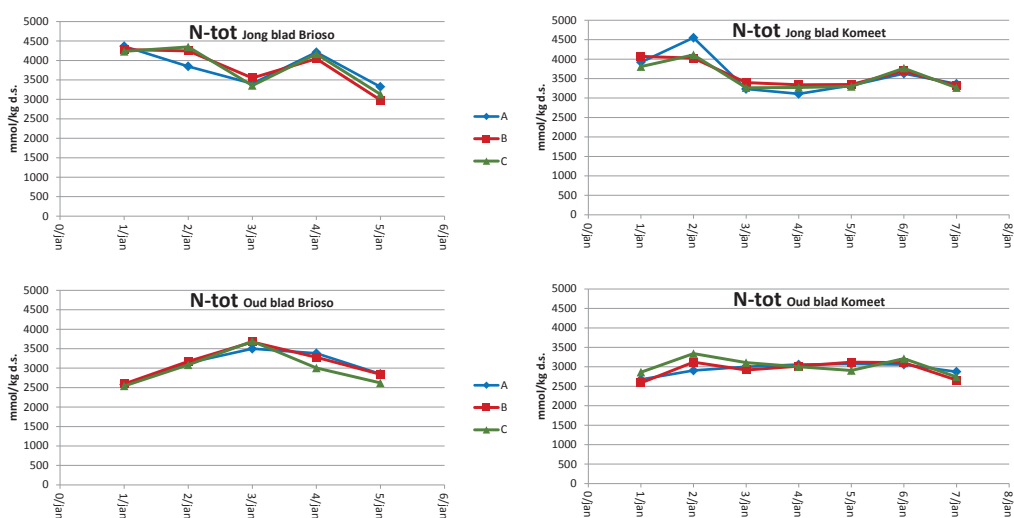 N-tot Jong blad Brioso
mmol/kg d.s.
5000
4500
4000
3500
3000
2500
2000
1500
1000
500
0
0/jan
1/jan
2/jan
3/jan
4/jan
5/jan
6/jan
A
B
C
N-tot Jong blad Komeet
mmol/kg d.s.
5000
4500
4000
3500
3000
2500
2000
1500
1000
500
0
0/jan
1/jan
2/jan
3/jan
4/jan
5/jan
6/jan
7/jan
8/jan
N-tot Oud blad Brioso
mmol/kg d.s.
5000
4500
4000
3500
3000
2500
2000
1500
1000
500
0
0/jan
1/jan
2/jan
3/jan
4/jan
5/jan
6/jan
A
B
C
N-tot Oud blad Komeet
mmol/kg d.s.
5000
4500
4000
3500
3000
2500
2000
1500
1000
500
0
0/jan
1/jan
2/jan
3/jan
4/jan
5/jan
6/jan
7/jan
8/jan